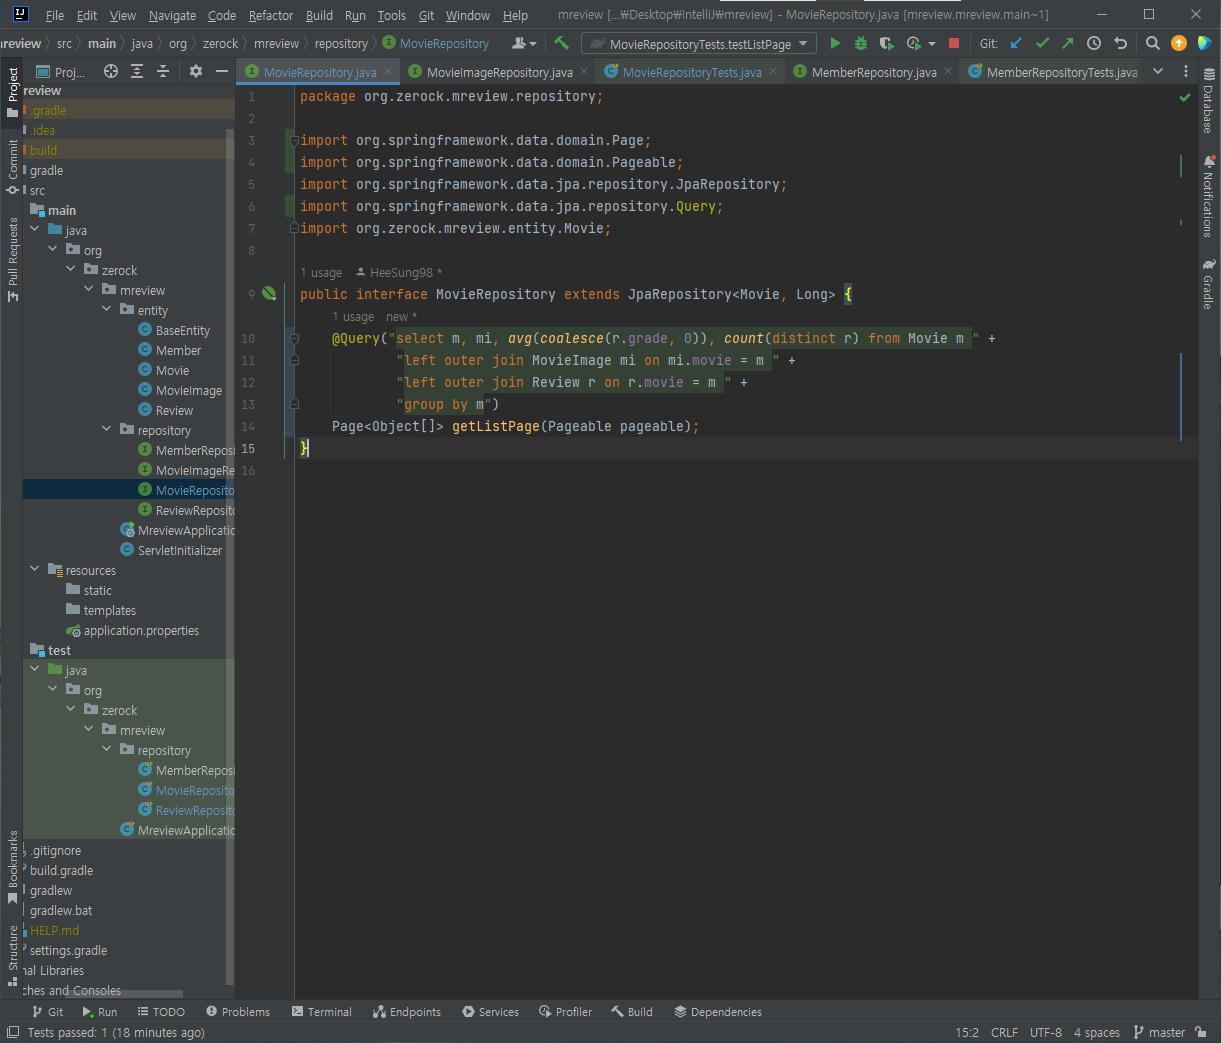 File Edit View Navigate Code Refactor Build Run Tools Git Window Help mreview [...₩Desktop₩IntelliJ₩mreview] - MovieRepository.java [mreview.mreview.main~1]
mreview src main java org zerock mreview repository MovieRepository MovieRepositoryTests.testListPage Git:
Proj... MovieRepository.java MovieImageRepository.java MovieRepositoryTests.java MemberRepository.java MemberRepositoryTests.java
Project
Commit
Pull Requests
Bookmarks
Structure
review
.gradle
.idea
build
gradle
src
main
java
org
zerock
mreview
entity
BaseEntity
Member
Movie
MovieImage
Review
repository
MemberReposi
MovieImageRe
MovieReposito
ReviewReposito
MreviewApplicatic
ServletInitializer
resources
static
templates
application.properties
test
java
org
zerock
mreview
repository
MemberReposi
MovieReposito
ReviewReposito
MreviewApplicatic
.gitignore
build.gradle
gradlew
gradlew.bat
HELP.md
settings.gradle
nal Libraries
ches and Consoles
1 package org.zerock.mreview.repository;
2
3 import org.springframework.data.domain.Page;
4 import org.springframework.data.domain.Pageable;
5 import org.springframework.data.jpa.repository.JpaRepository;
6 import org.springframework.data.jpa.repository.Query;
7 import org.zerock.mreview.entity.Movie;
8
1 usage HeeSung98 *
9 public interface MovieRepository extends JpaRepository<Movie, Long> {
1 usage new *
10 @Query("select m, mi, avg(coalesce(r.grade, 0)), count(distinct r) from Movie m " +
11 "left outer join MovieImage mi on mi.movie = m " +
12 "left outer join Review r on r.movie = m " +
13 "group by m")
14 Page<Object[]> getListPage(Pageable pageable);
15 }
16
Database
Notifications
Gradle
Git Run TODO Problems Terminal Endpoints Services Profiler Build Dependencies
Tests passed: 1 (18 minutes ago) 15:2 CRLF UTF-8 4 spaces master